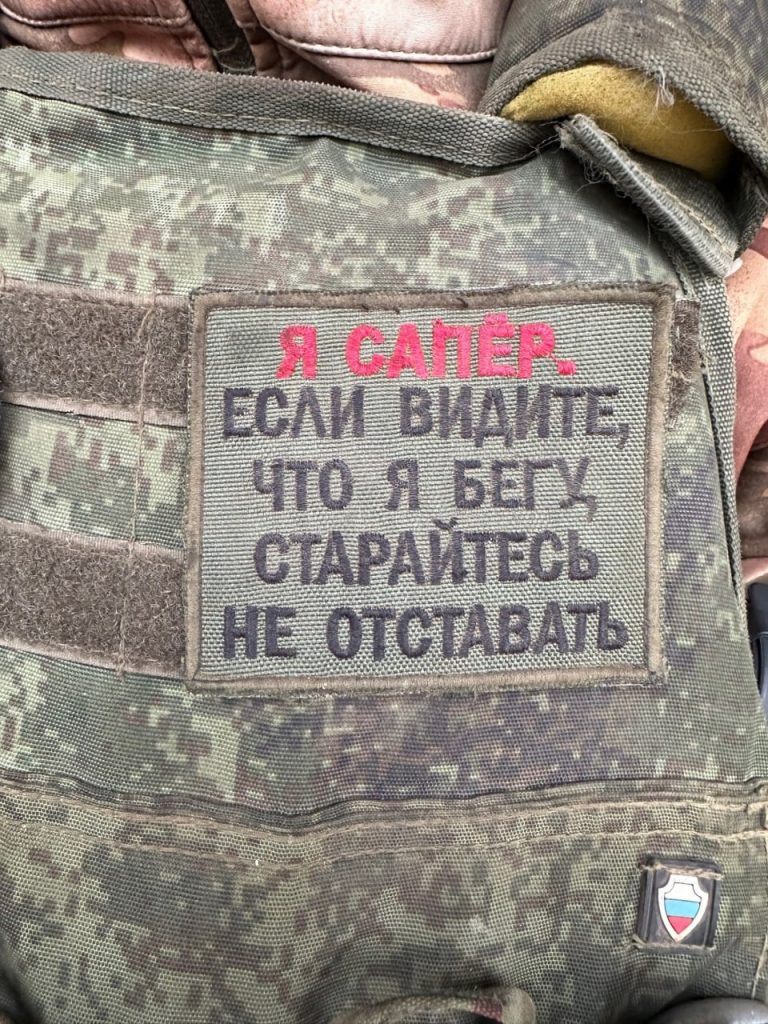 Я САПЁР.
ЕСЛИ ВИДИТЕ,
ЧТО Я БЕГУ,
СТАРАЙТЕСЬ
НЕ ОТСТАВАТЬ